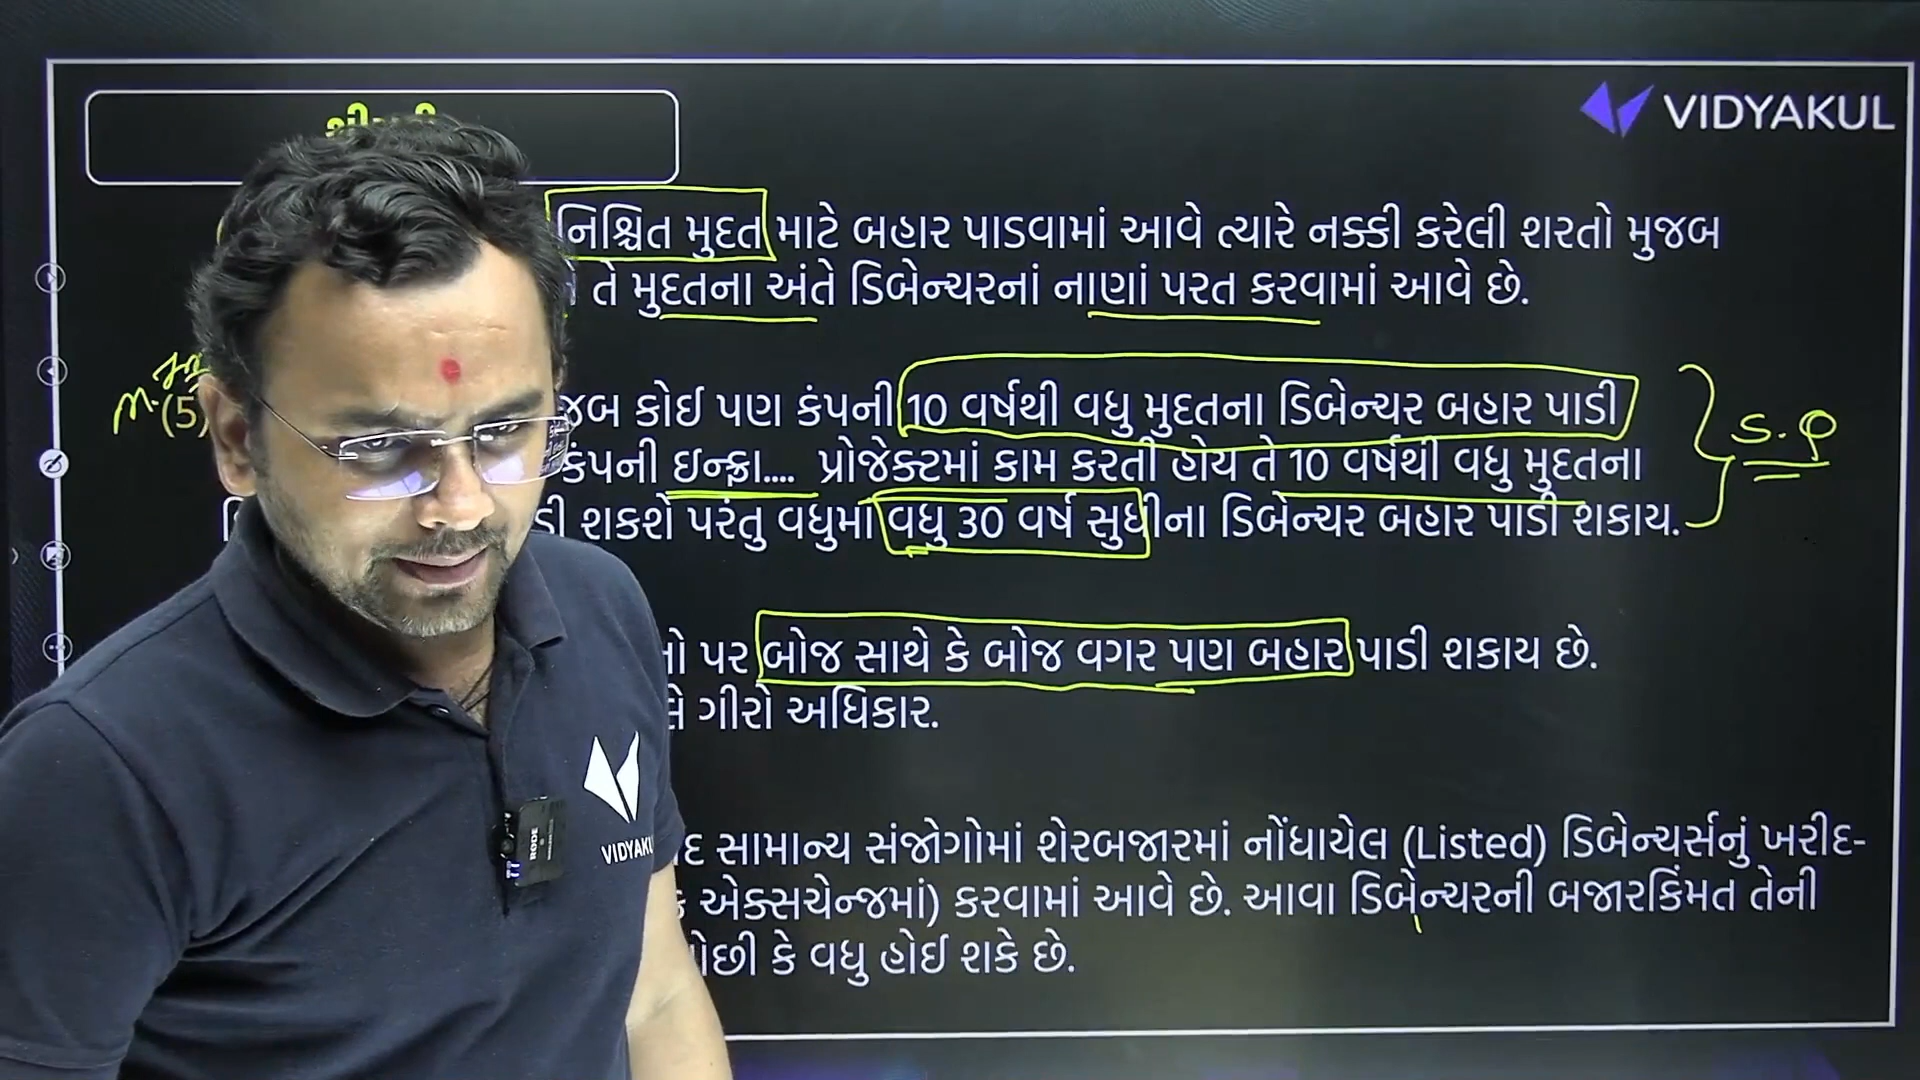 VIDYAKUL
નિશ્ચિત મુદત માટે બહાર પાડવામાં આવે ત્યારે નક્કી કરેલી શરતો મુજબ
તે મુદતના અંતે ડિબેન્ચરનાં નાણાં પરત કરવામાં આવે છે.
M. (5)
કોઈ પણ કંપની 10 વર્ષથી વધુ મુદતના ડિબેન્ચર બહાર પાડી
S.P
કંપની ઇન્ફ્રા.... પ્રોજેક્ટમાં કામ કરતી હોય તે 10 વર્ષથી વધુ મુદતના
શકશે પરંતુ વધુમાં વધુ 30 વર્ષ સુધીના ડિબેન્ચર બહાર પાડી શકાય.
પર બોજ સાથે કે બોજ વગર પણ બહાર પાડી શકાય છે.
ગીરો અધિકાર.
સામાન્ય સંજોગોમાં શેરબજારમાં નોંધાયેલ (Listed) ડિબેન્ચર્સનું ખરીદ-
એક્સચેન્જમાં) કરવામાં આવે છે. આવા ડિબેન્ચરની બજારકિંમત તેની
કે વધુ હોઈ શકે છે.
RODE
VIDYAKU